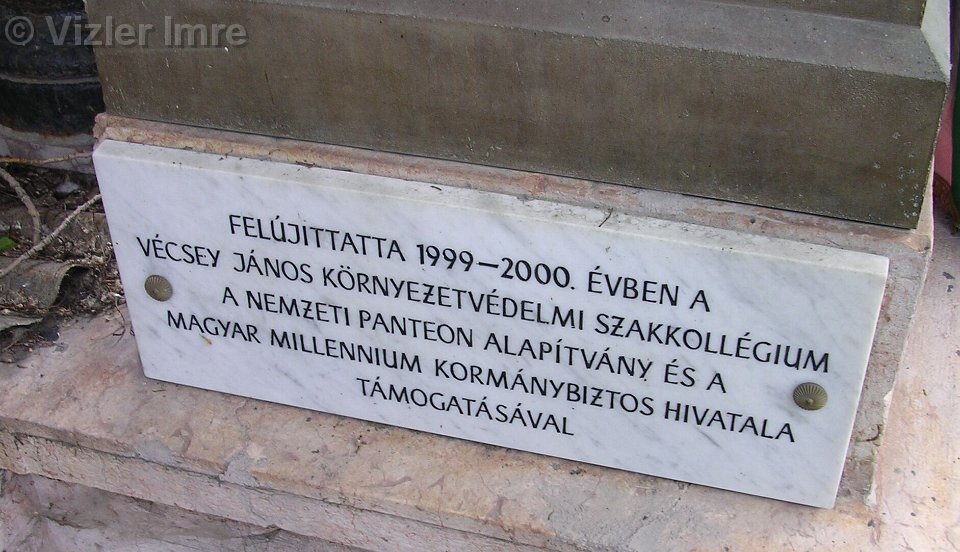 © Vizler Imre
FELÚJITTATTA 1999–2000. ÉVBEN A
VÉCSEY JÁNOS KÖRNYEZETVÉDELMI SZAKKOLLÉGIUM
A NEMZETI PANTEON ALAPÍTVÁNY ÉS A
MAGYAR MILLENNIUM KORMÁNYBIZTOS HIVATALA
TÁMOGATÁSÁVAL